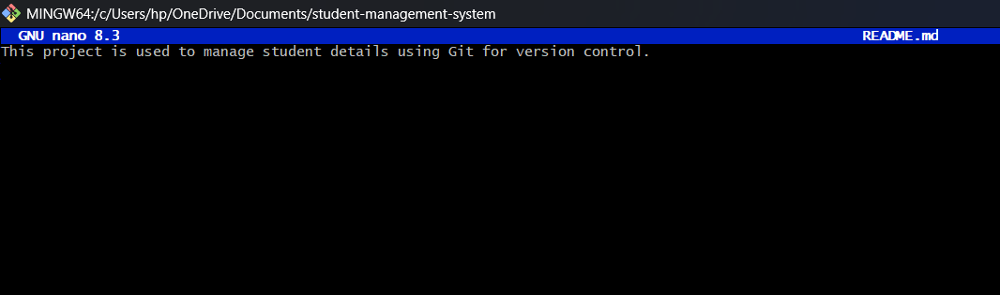 MINGW64:/c/Users/hp/OneDrive/Documents/student-management-system
GNU nano 8.3 README.md
This project is used to manage student details using Git for version control.